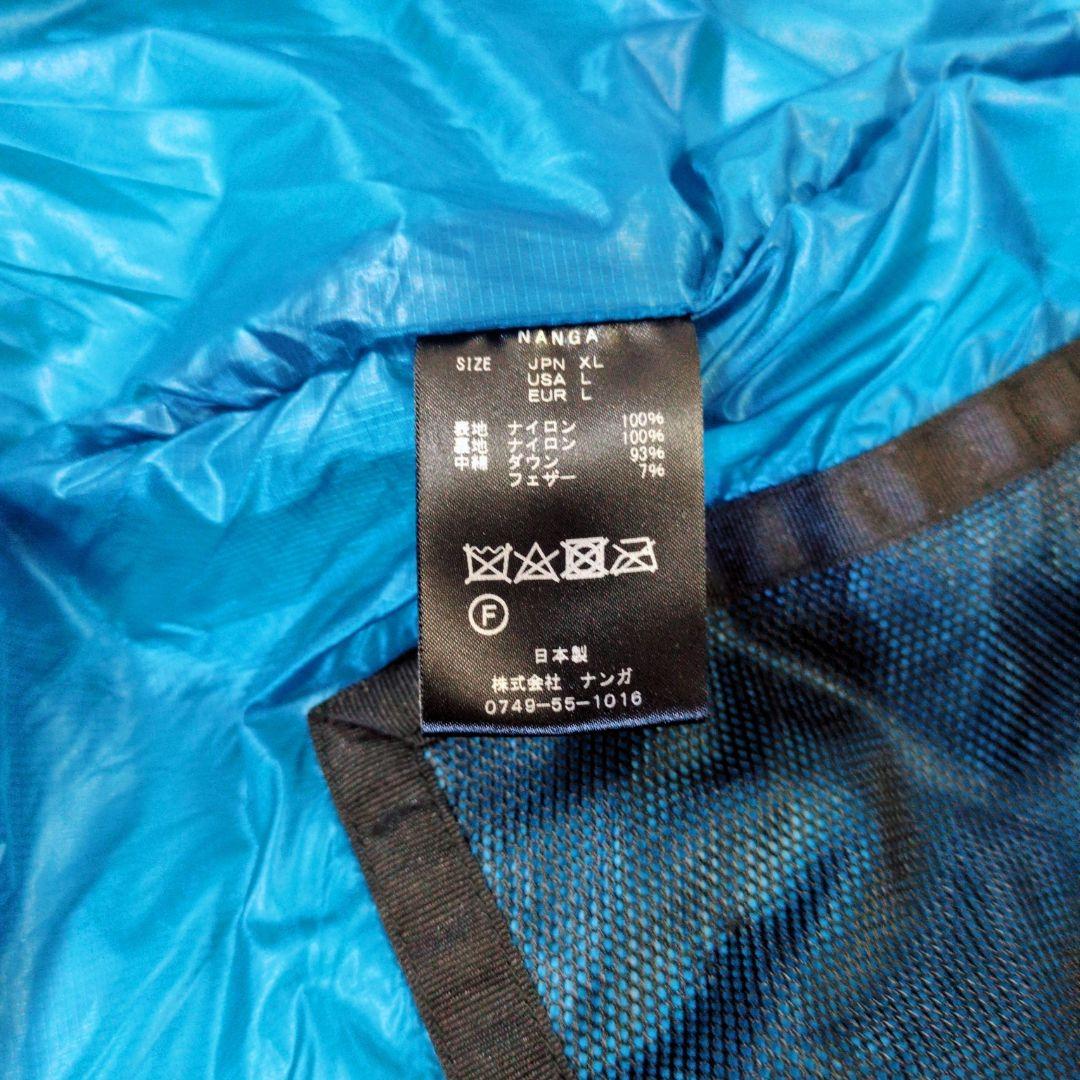 NANGA
SIZE JPN XL
USA L
EUR L
表地 ナイロン 100%
裏地 ナイロン 100%
中綿 ダウン 93%
フェザー 7%
F
日本製
株式会社 ナンガ
0749-55-1016